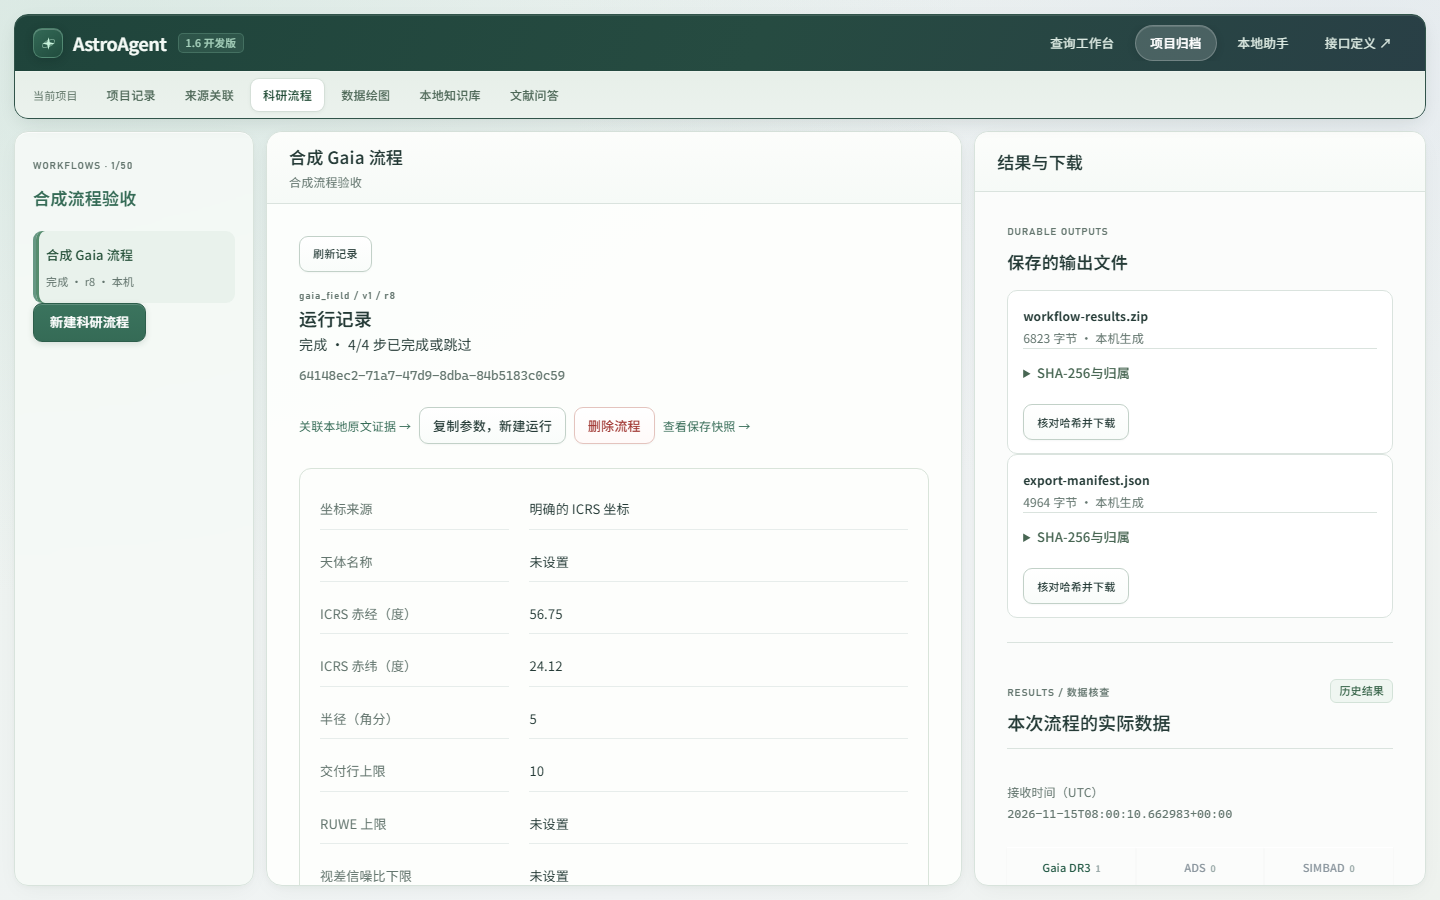 AstroAgent
1.6 开发版
查询工作台
项目归档
本地助手
接口定义 ↗
当前项目
项目记录
来源关联
科研流程
数据绘图
本地知识库
文献问答
WORKFLOWS · 1/50
合成流程验收
合成 Gaia 流程
完成 · r8 · 本机
新建科研流程
合成 Gaia 流程
合成流程验收
刷新记录
gaia_field / v1 / r8
运行记录
完成 · 4/4 步已完成或跳过
64148ec2-71a7-47d9-8dba-84b5183c0c59
关联本地原文证据 →
复制参数，新建运行
删除流程
查看保存快照 →
坐标来源
明确的 ICRS 坐标
天体名称
未设置
ICRS 赤经（度）
56.75
ICRS 赤纬（度）
24.12
半径（角分）
5
交付行上限
10
RUWE 上限
未设置
视差信噪比下限
未设置
结果与下载
DURABLE OUTPUTS
保存的输出文件
workflow-results.zip
6823 字节 · 本机生成
▶ SHA-256与归属
核对哈希并下载
export-manifest.json
4964 字节 · 本机生成
▶ SHA-256与归属
核对哈希并下载
RESULTS / 数据核查
历史结果
本次流程的实际数据
接收时间（UTC）
2026-11-15T08:00:10.662983+00:00
Gaia DR3 1
ADS 0
SIMBAD 0